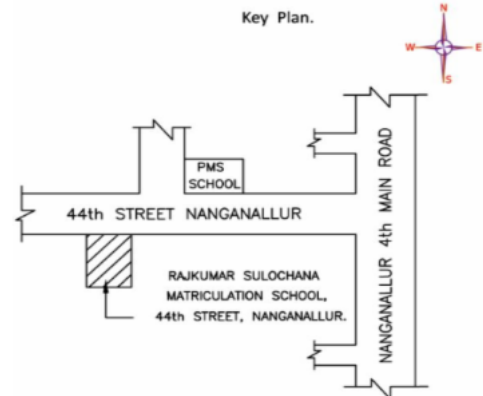 Key Plan.
N
W
E
S
PMS
SCHOOL
44th STREET NANGANALLUR
NANGANALLUR 4th MAIN ROAD
RAJKUMAR SULOCHANA
MATRICULATION SCHOOL,
44th STREET, NANGANALLUR.